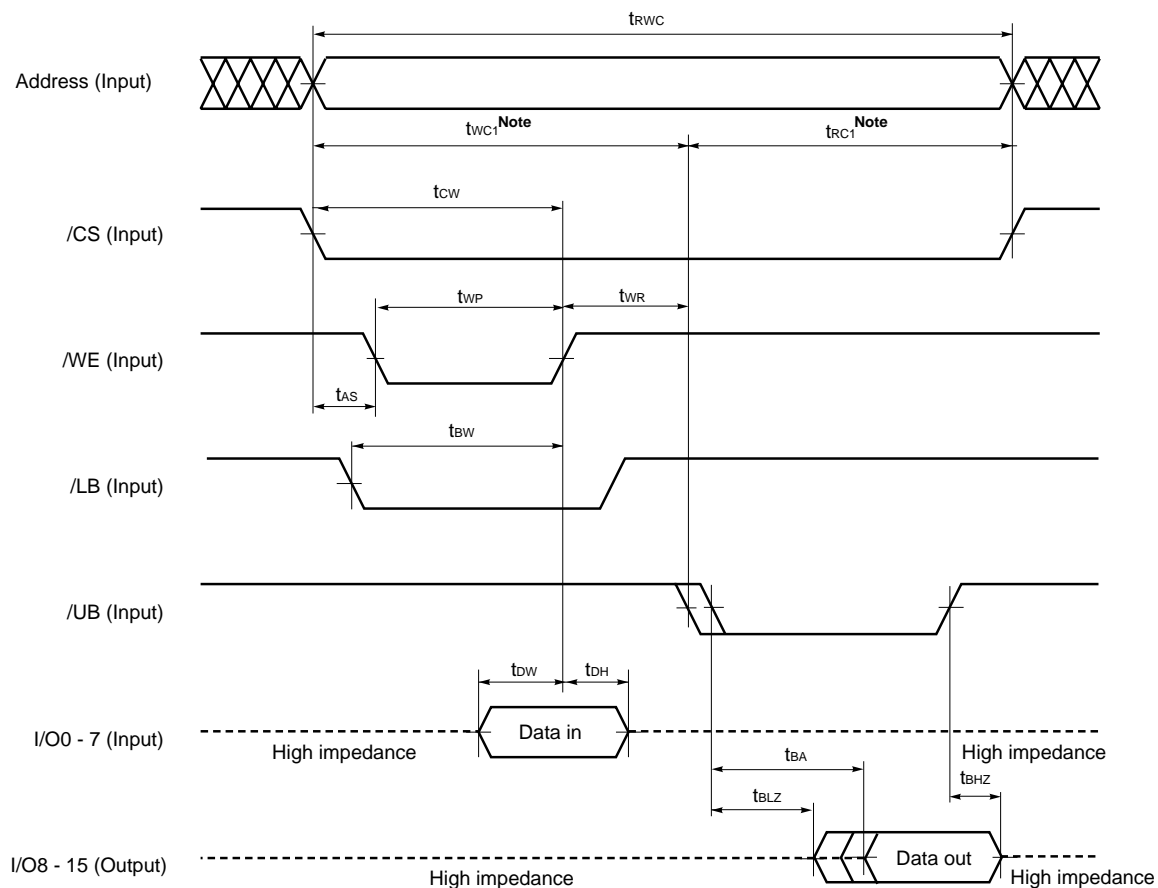 tRWC
Address (Input)
tWC1Note
tRC1Note
tCW
/CS (Input)
tWP
tWR
/WE (Input)
tAS
tBW
/LB (Input)
/UB (Input)
tDW
tDH
I/O0 - 7 (Input)
Data in
High impedance
High impedance
tBA
tBHZ
tBLZ
I/O8 - 15 (Output)
Data out
High impedance
High impedance